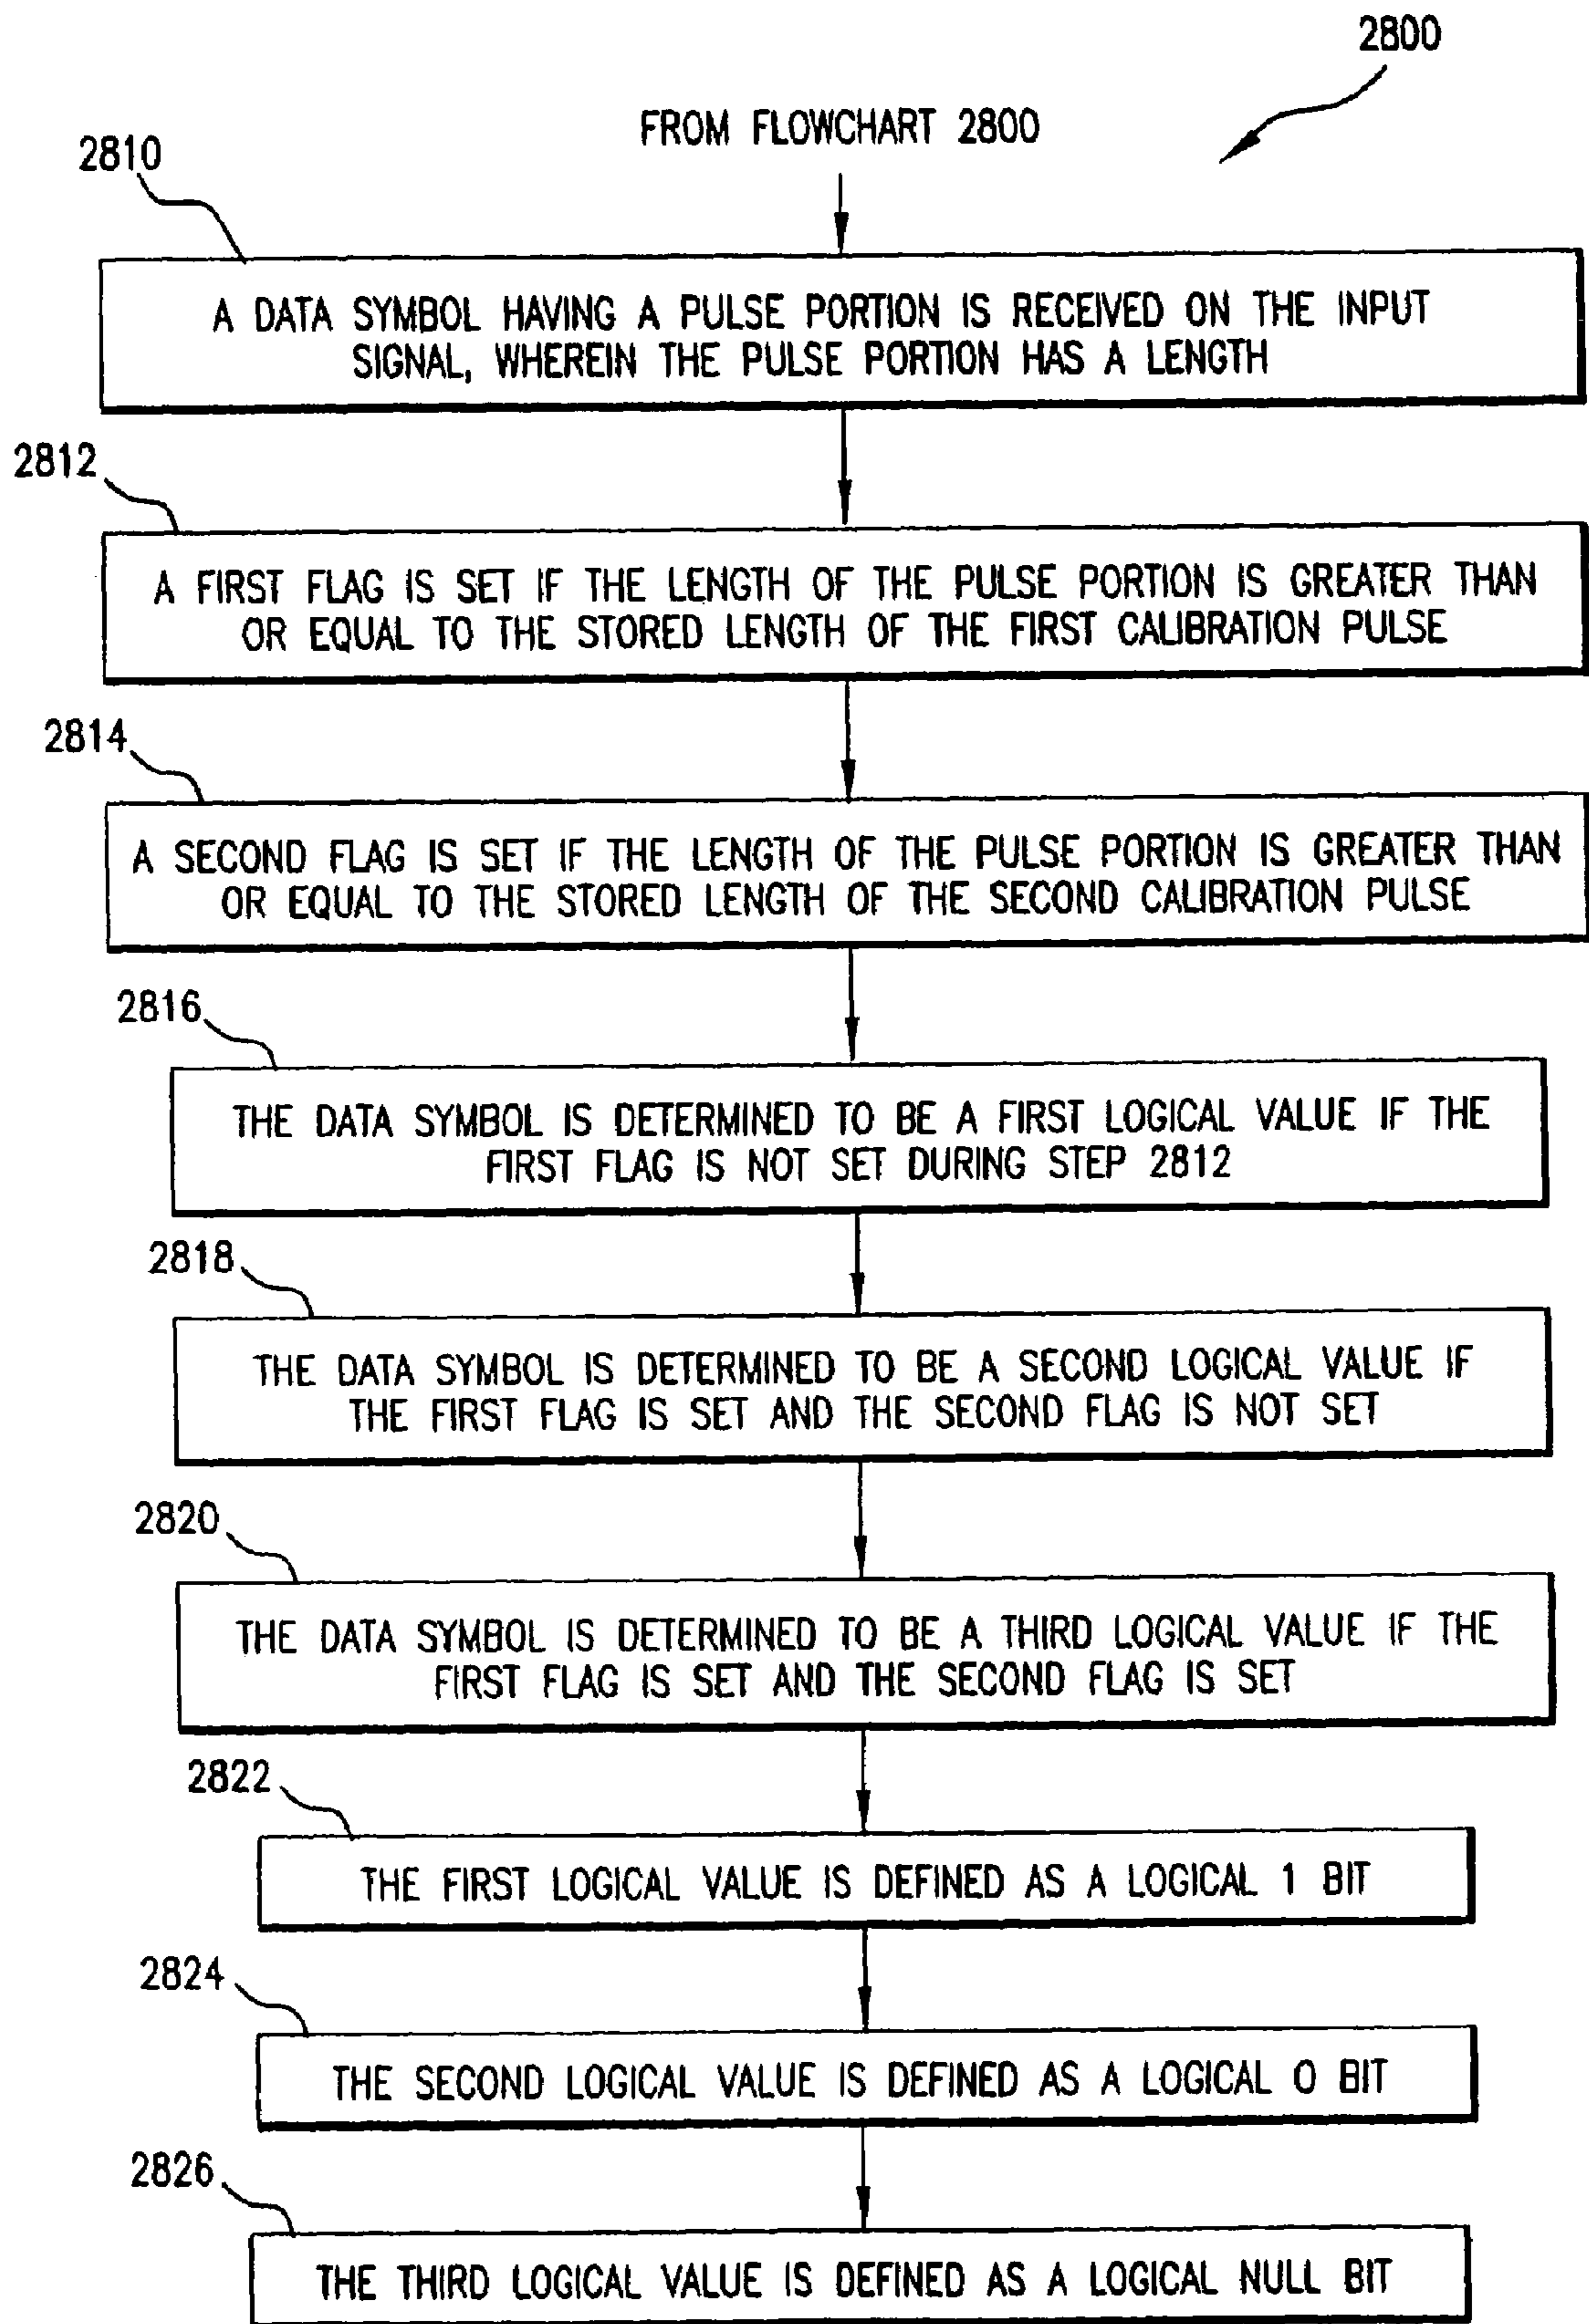 2800
FROM FLOWCHART 2800
2810
A DATA SYMBOL HAVING A PULSE PORTION IS RECEIVED ON THE INPUT
SIGNAL, WHEREIN THE PULSE PORTION HAS A LENGTH
2812
A FIRST FLAG IS SET IF THE LENGTH OF THE PULSE PORTION IS GREATER THAN
OR EQUAL TO THE STORED LENGTH OF THE FIRST CALIBRATION PULSE
2814
A SECOND FLAG IS SET IF THE LENGTH OF THE PULSE PORTION IS GREATER THAN
OR EQUAL TO THE STORED LENGTH OF THE SECOND CALIBRATION PULSE
2816
THE DATA SYMBOL IS DETERMINED TO BE A FIRST LOGICAL VALUE IF THE
FIRST FLAG IS NOT SET DURING STEP 2812
2818
THE DATA SYMBOL IS DETERMINED TO BE A SECOND LOGICAL VALUE IF
THE FIRST FLAG IS SET AND THE SECOND FLAG IS NOT SET
2820
THE DATA SYMBOL IS DETERMINED TO BE A THIRD LOGICAL VALUE IF THE
FIRST FLAG IS SET AND THE SECOND FLAG IS SET
2822
THE FIRST LOGICAL VALUE IS DEFINED AS A LOGICAL 1 BIT
2824
THE SECOND LOGICAL VALUE IS DEFINED AS A LOGICAL 0 BIT
2826
THE THIRD LOGICAL VALUE IS DEFINED AS A LOGICAL NULL BIT